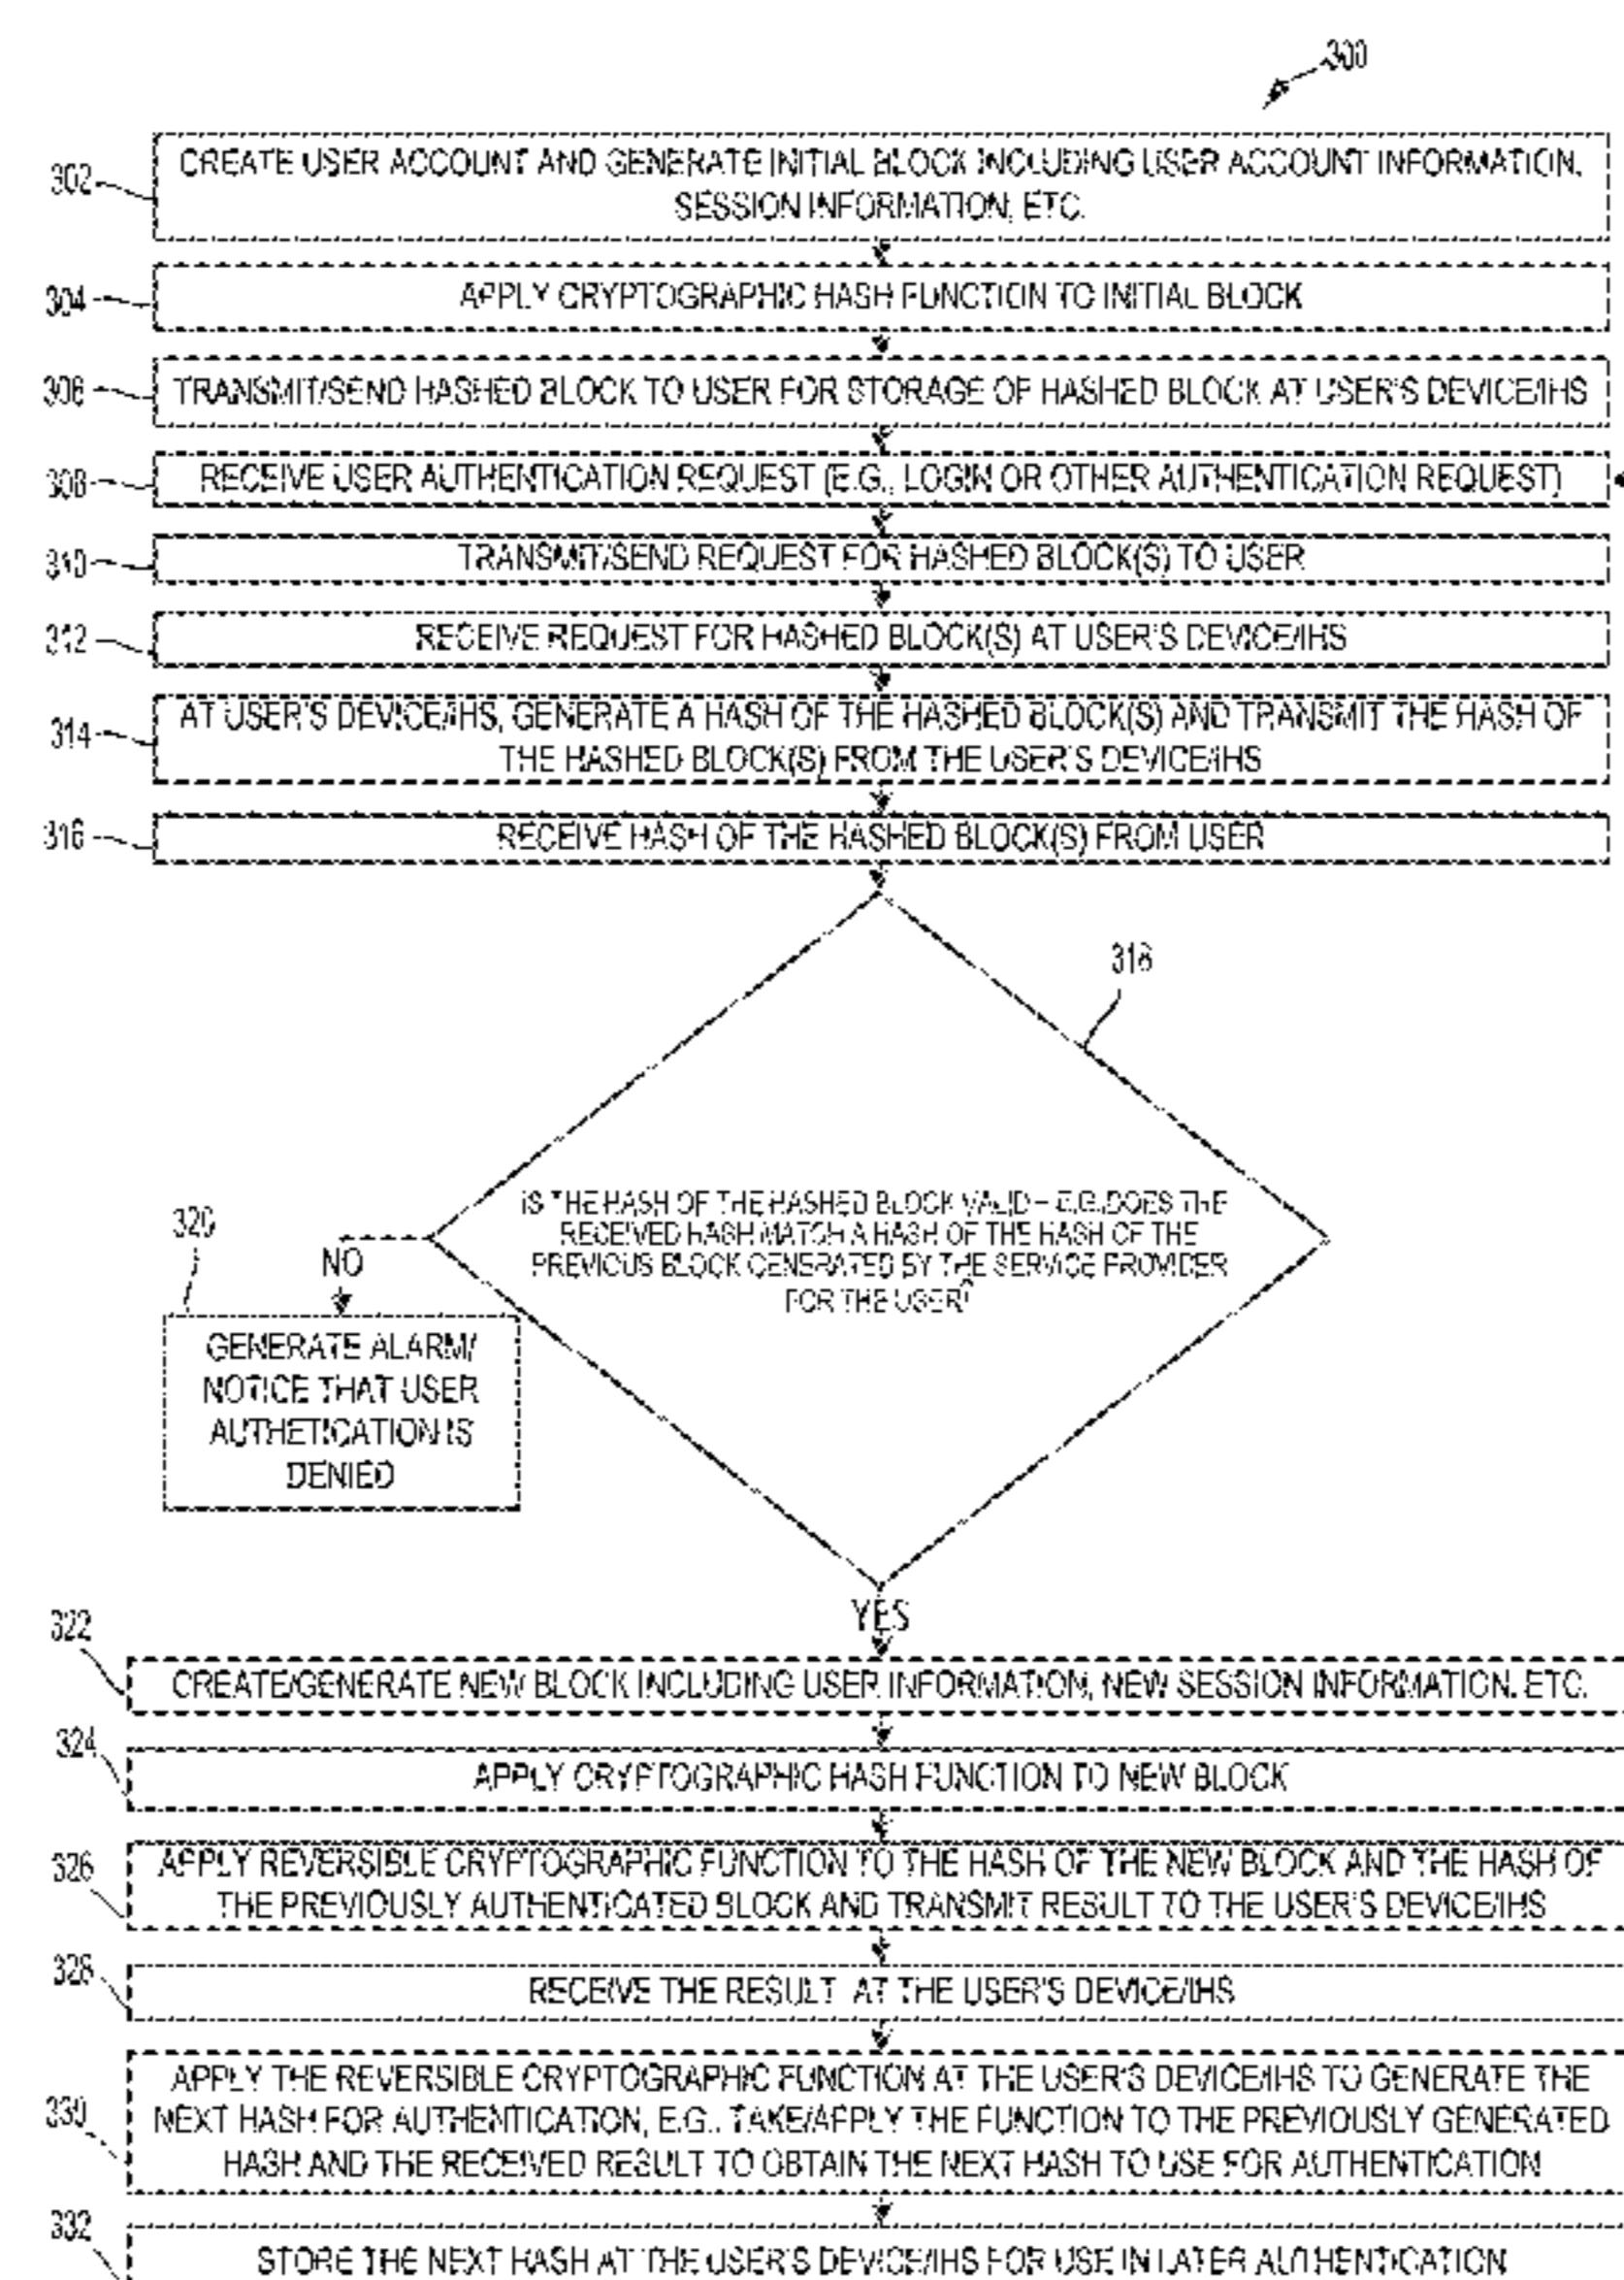 300
302
CREATE USER ACCOUNT AND GENERATE INITIAL BLOCK INCLUDING USER ACCOUNT INFORMATION,
SESSION INFORMATION, ETC.
304
APPLY CRYPTOGRAPHIC HASH FUNCTION TO INITIAL BLOCK
306
TRANSMIT/SEND HASHED BLOCK TO USER FOR STORAGE OF HASHED BLOCK AT USER'S DEVICE/IHS
308
RECEIVE USER AUTHENTICATION REQUEST (E.G., LOGIN OR OTHER AUTHENTICATION REQUEST)
310
TRANSMIT/SEND REQUEST FOR HASHED BLOCK(S) TO USER
312
RECEIVE REQUEST FOR HASHED BLOCK(S) AT USER'S DEVICE/IHS
314
AT USER'S DEVICE/IHS, GENERATE A HASH OF THE HASHED BLOCK(S) AND TRANSMIT THE HASH OF
THE HASHED BLOCK(S) FROM THE USER'S DEVICE/IHS
316
RECEIVE HASH OF THE HASHED BLOCK(S) FROM USER
318
IS THE HASH OF THE HASHED BLOCK VALID – E.G. DOES THE
RECEIVED HASH MATCH A HASH OF THE HASH OF THE
PREVIOUS BLOCK GENERATED BY THE SERVICE PROVIDER
FOR THE USER?
320
NO
GENERATE ALARM/
NOTICE THAT USER
AUTHETICATION IS
DENIED
YES
322
CREATE/GENERATE NEW BLOCK INCLUDING USER INFORMATION, NEW SESSION INFORMATION, ETC.
324
APPLY CRYPTOGRAPHIC HASH FUNCTION TO NEW BLOCK
326
APPLY REVERSIBLE CRYPTOGRAPHIC FUNCTION TO THE HASH OF THE NEW BLOCK AND THE HASH OF
THE PREVIOUSLY AUTHENTICATED BLOCK AND TRANSMIT RESULT TO THE USER'S DEVICE/IHS
328
RECEIVE THE RESULT AT THE USER'S DEVICE/IHS
330
APPLY THE REVERSIBLE CRYPTOGRAPHIC FUNCTION AT THE USER'S DEVICE/IHS TO GENERATE THE
NEXT HASH FOR AUTHENTICATION, E.G., TAKE/APPLY THE FUNCTION TO THE PREVIOUSLY GENERATED
HASH AND THE RECEIVED RESULT TO OBTAIN THE NEXT HASH TO USE FOR AUTHENTICATION
332
STORE THE NEXT HASH AT THE USER'S DEVICE/IHS FOR USE IN LATER AUTHENTICATION